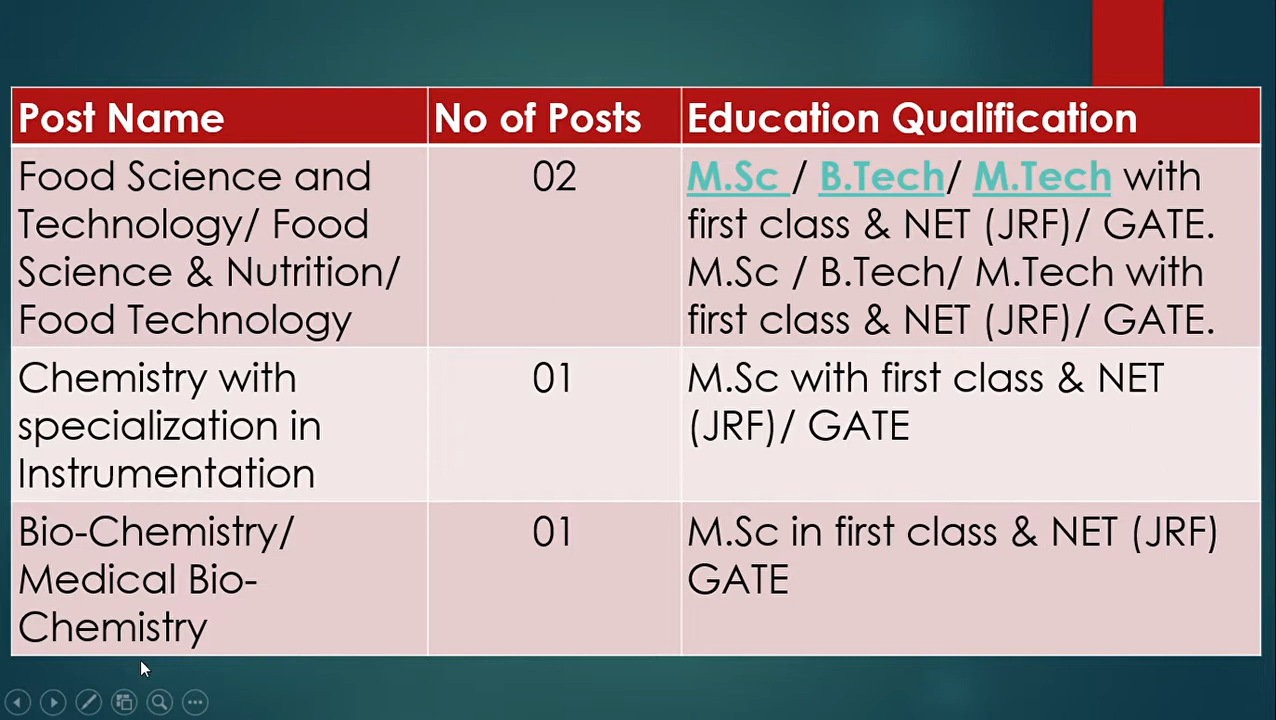 Post Name
No of Posts
Education Qualification
Food Science and
Technology/ Food
Science & Nutrition/
Food Technology
02
M.Sc / B.Tech/ M.Tech with
first class & NET (JRF)/ GATE.
M.Sc / B.Tech/ M.Tech with
first class & NET (JRF)/ GATE.
Chemistry with
specialization in
Instrumentation
01
M.Sc with first class & NET
(JRF)/ GATE
Bio-Chemistry/
Medical Bio-
Chemistry
01
M.Sc in first class & NET (JRF)
GATE